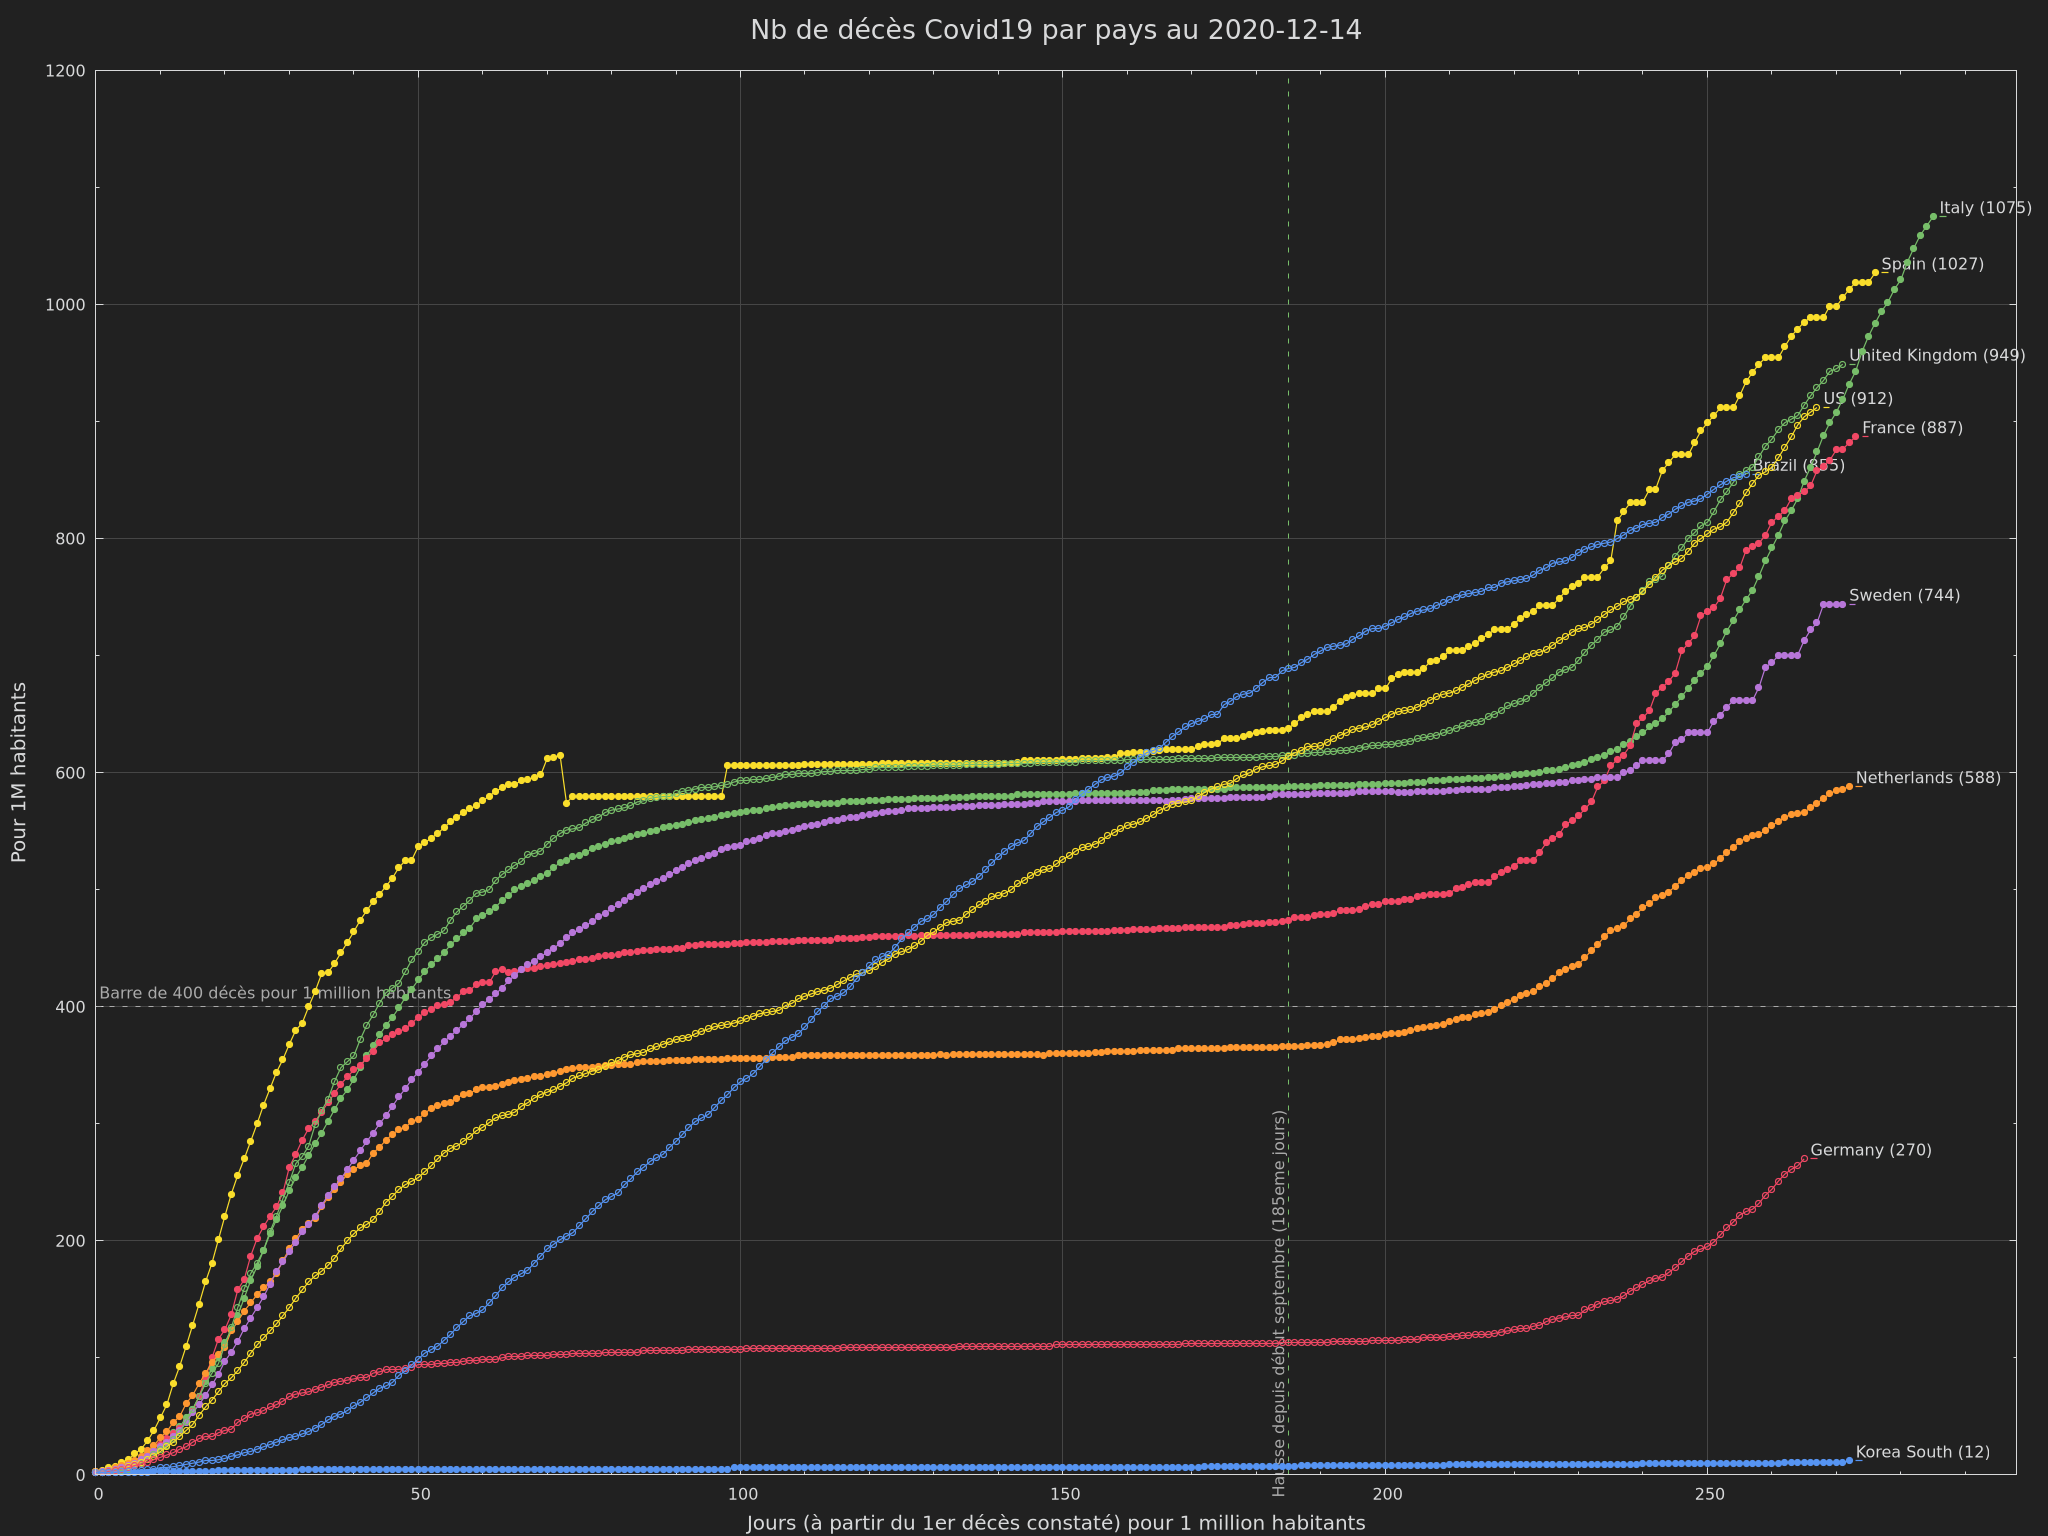 Nb de décès Covid19 par pays au 2020-12-14
1200
Italy (1075)
Spain (1027)
1000
United Kingdom (949)
US (912)
France (887)
Brazil (855)
800
Sweden (744)
Pour 1M habitants
Netherlands (588)
600
Barre de 400 décès pour 1 million habitants
400
Hausse depuis début septembre (185eme jours)
Germany (270)
200
Korea South (12)
0
0 50 100 150 200 250
Jours (à partir du 1er décès constaté) pour 1 million habitants